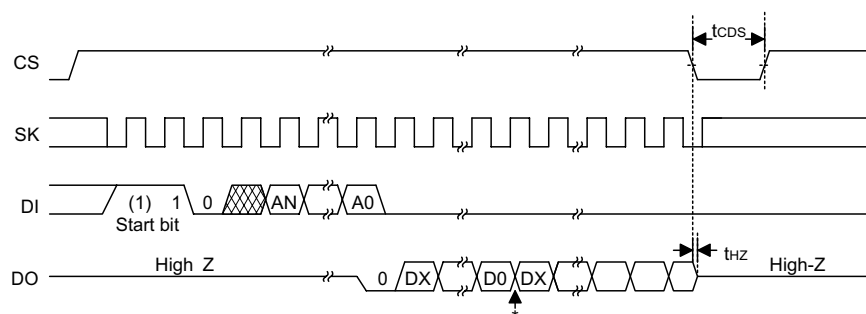 tCDS
CS
SK
DI (1) 1 0 AN A0
Start bit
tHZ
DO High Z 0 DX D0 DX High-Z
*